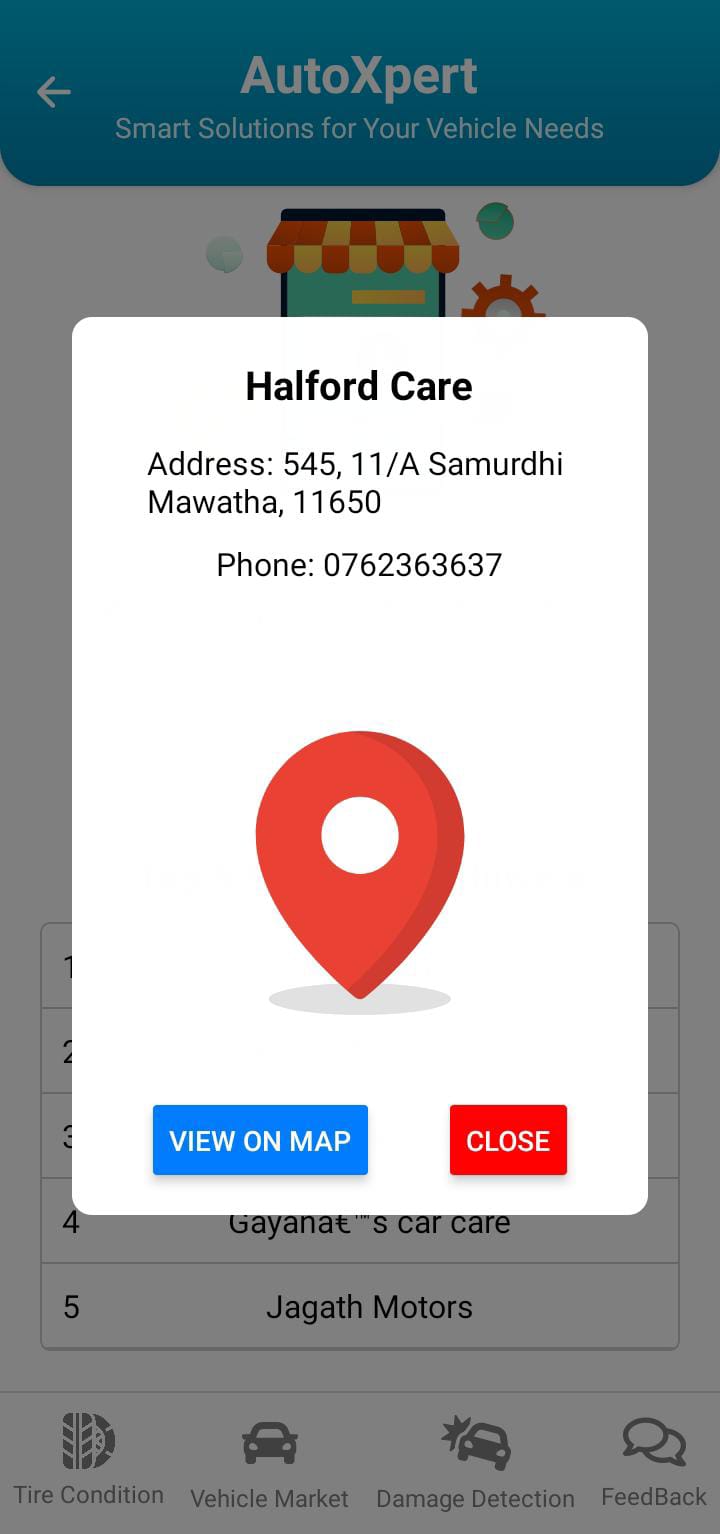 AutoXpert
Smart Solutions for Your Vehicle Needs
Halford Care
Address: 545, 11/A Samurdhi
Mawatha, 11650
Phone: 0762363637
VIEW ON MAP
CLOSE
1
2
3
4 Gayanaâ€™s car care
5 Jagath Motors
Tire Condition
Vehicle Market
Damage Detection
FeedBack